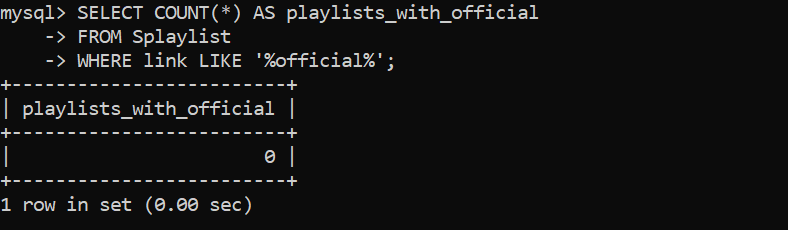 mysql> SELECT COUNT(*) AS playlists_with_official
    -> FROM Splaylist
    -> WHERE link LIKE '%official%';
+-------------------------+
| playlists_with_official |
+-------------------------+
|                       0 |
+-------------------------+
1 row in set (0.00 sec)